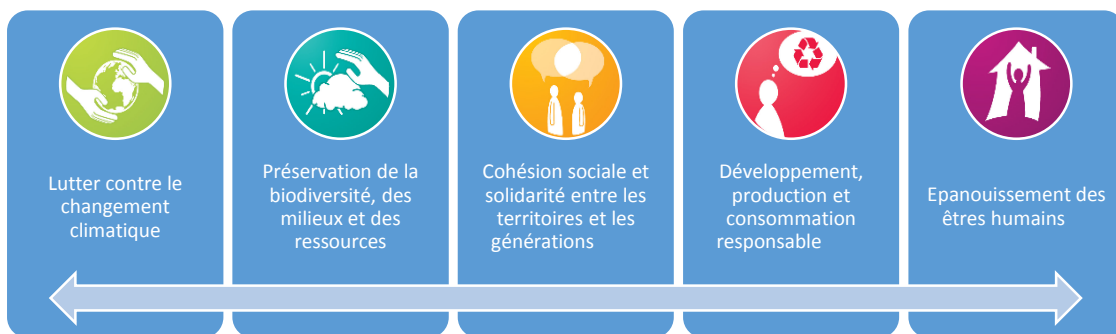 Lutter contre le
changement
climatique
Préservation de la
biodiversité, des
milieux et des
ressources
Cohésion sociale et
solidarité entre les
territoires et les
générations
Développement,
production et
consommation
responsable
Epanouissement des
êtres humains